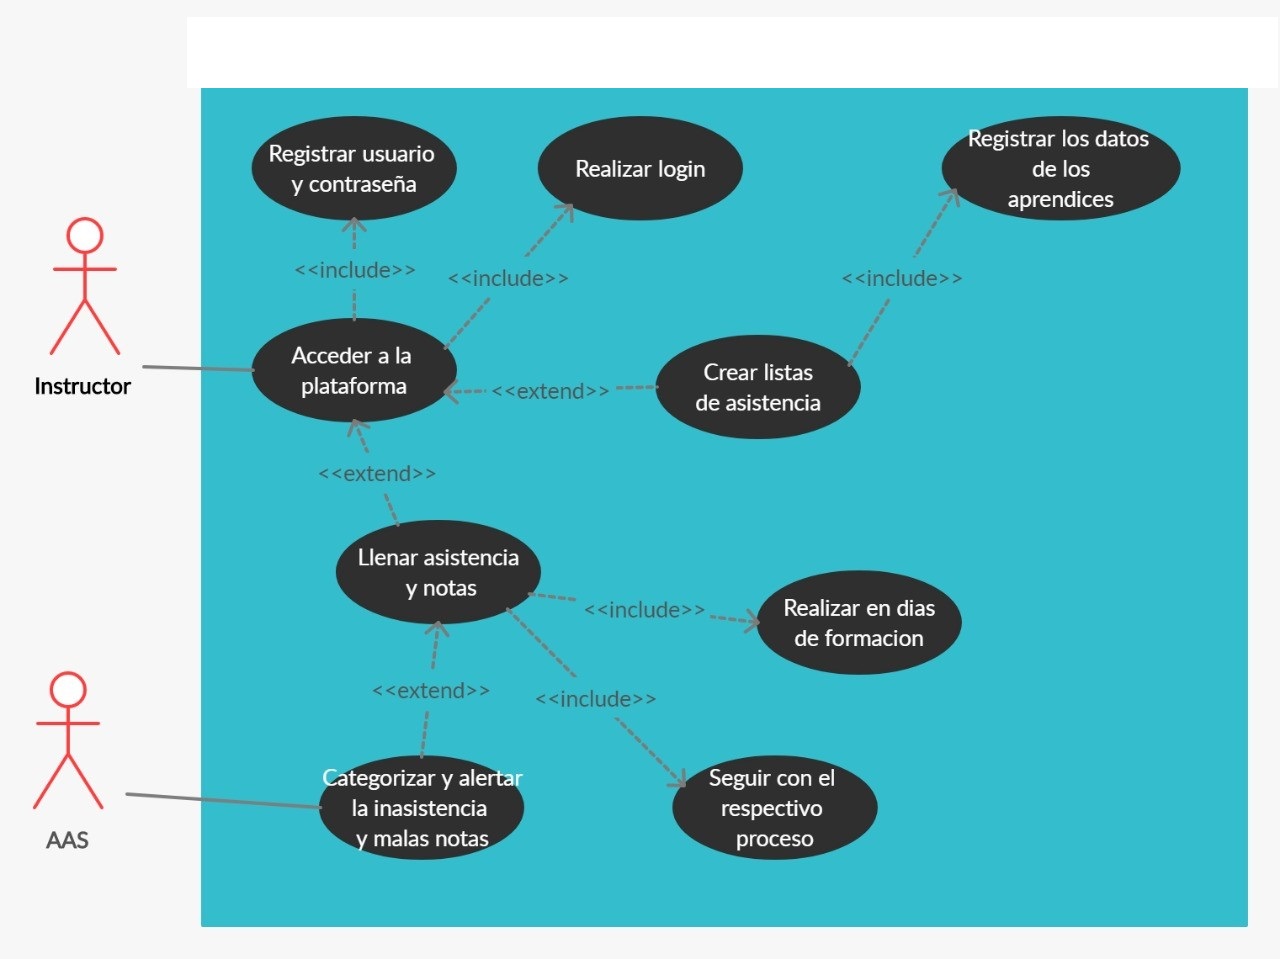 Registrar usuario
y contraseña
Realizar login
Registrar los datos
de los
aprendices
<<include>>
<<include>>
<<include>>
Instructor
Acceder a la
plataforma
<<extend>>
Crear listas
de asistencia
<<extend>>
Llenar asistencia
y notas
<<include>>
Realizar en dias
de formacion
<<extend>>
<<include>>
AAS
Categorizar y alertar
la inasistencia
y malas notas
Seguir con el
respectivo
proceso